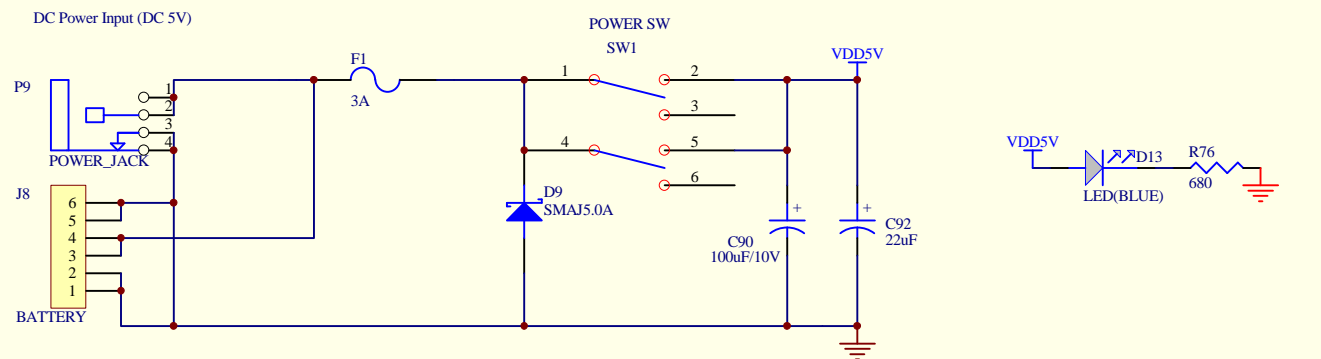 DC Power Input (DC 5V)
POWER SW
SW1
F1
3A
VDD5V
P9
1
2
3
4
POWER_JACK
1
2
3
4
5
6
J8
6
5
4
3
2
1
BATTERY
D9
SMAJ5.0A
+
C90
100uF/10V
+
C92
22uF
VDD5V
D13
LED(BLUE)
R76
680